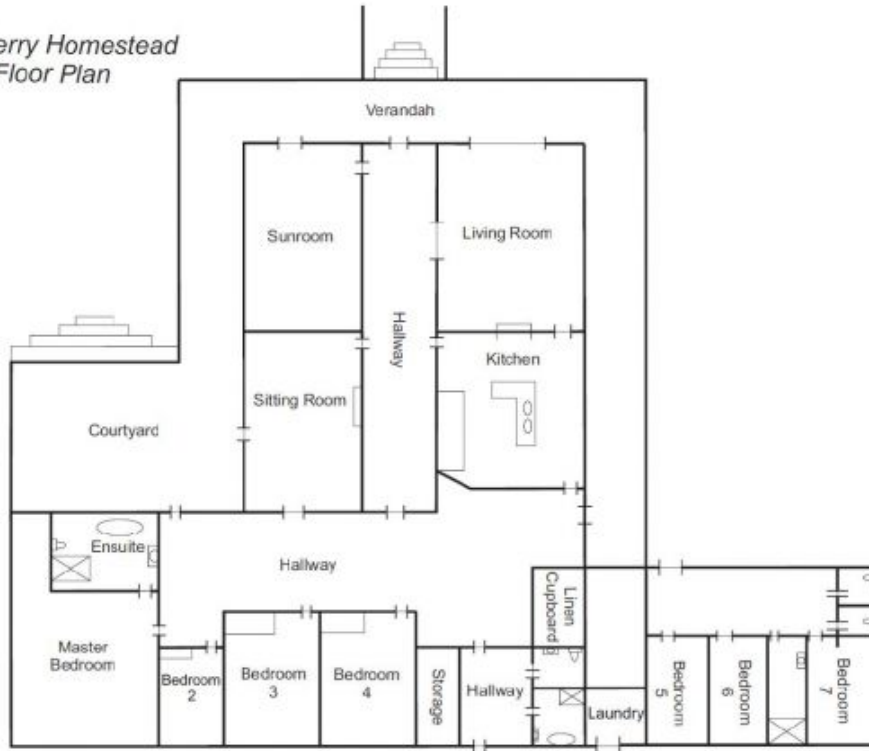 erry Homestead
Floor Plan
Verandah
Sunroom
Living Room
Hallway
Kitchen
Sitting Room
Courtyard
Ensuite
Hallway
Linen
Cupboard
Master
Bedroom
Bedroom
2
Bedroom
3
Bedroom
4
Storage
Hallway
Laundry
Bedroom
5
Bedroom
6
Bedroom
7